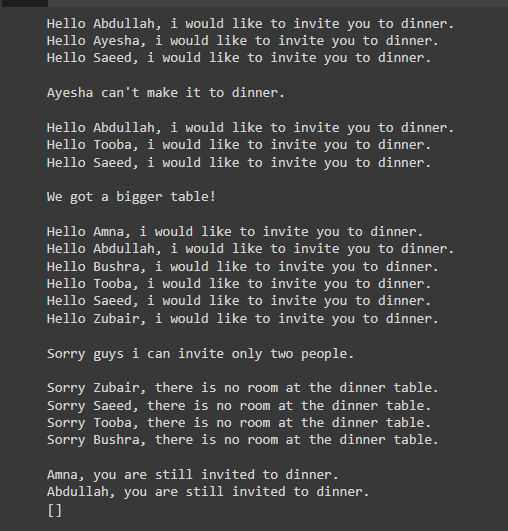 Hello Abdullah, i would like to invite you to dinner.
Hello Ayesha, i would like to invite you to dinner.
Hello Saeed, i would like to invite you to dinner.
Ayesha can't make it to dinner.
Hello Abdullah, i would like to invite you to dinner.
Hello Tooba, i would like to invite you to dinner.
Hello Saeed, i would like to invite you to dinner.
We got a bigger table!
Hello Amna, i would like to invite you to dinner.
Hello Abdullah, i would like to invite you to dinner.
Hello Bushra, i would like to invite you to dinner.
Hello Tooba, i would like to invite you to dinner.
Hello Saeed, i would like to invite you to dinner.
Hello Zubair, i would like to invite you to dinner.
Sorry guys i can invite only two people.
Sorry Zubair, there is no room at the dinner table.
Sorry Saeed, there is no room at the dinner table.
Sorry Tooba, there is no room at the dinner table.
Sorry Bushra, there is no room at the dinner table.
Amna, you are still invited to dinner.
Abdullah, you are still invited to dinner.
[]